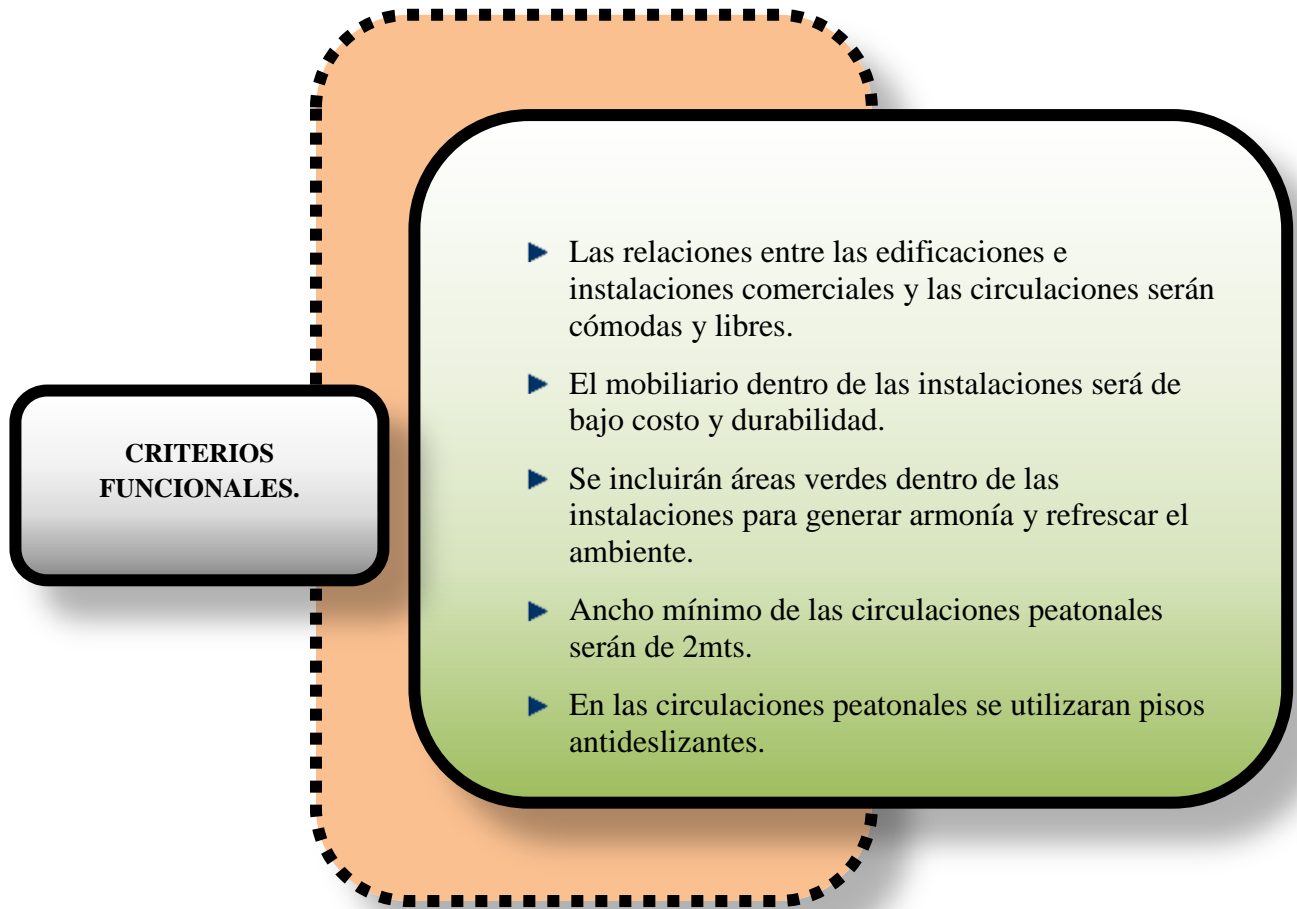 CRITERIOS
FUNCIONALES.
► Las relaciones entre las edificaciones e
instalaciones comerciales y las circulaciones serán
cómodas y libres.
► El mobiliario dentro de las instalaciones será de
bajo costo y durabilidad.
► Se incluirán áreas verdes dentro de las
instalaciones para generar armonía y refrescar el
ambiente.
► Ancho mínimo de las circulaciones peatonales
serán de 2mts.
► En las circulaciones peatonales se utilizaran pisos
antideslizantes.